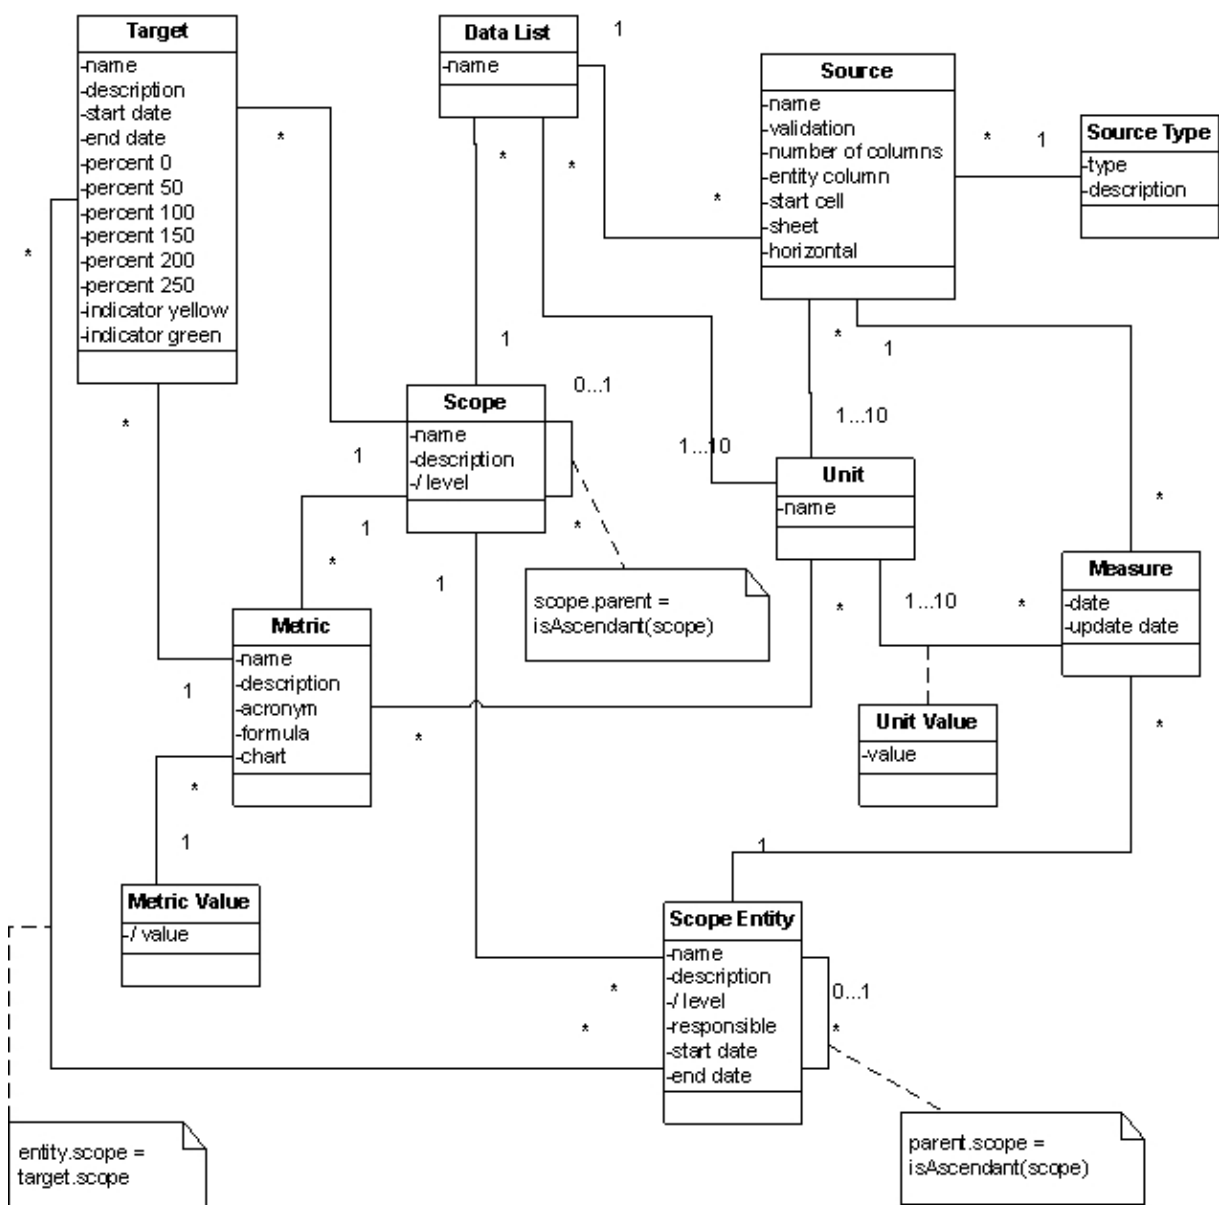 Target
-name
-description
-start date
-end date
-percent 0
-percent 50
-percent 100
-percent 150
-percent 200
-percent 250
-indicator yellow
-indicator green
Data List
-name
1
Source
-name
-validation
-number of columns
-entity column
-start cell
-sheet
-horizontal
*
1
Source Type
-type
-description
*
*
*
*
*
1
0...1
*
1
1...10
1...10
Scope
-name
-description
-/ level
*
1
1
*
1
*
Unit
-name
*
scope.parent =
isAscendant(scope)
1...10
*
*
Measure
-date
-update date
Metric
-name
-description
-acronym
-formula
-chart
1
*
*
1
Unit Value
-value
*
1
Metric Value
-/ value
Scope Entity
-name
-description
-/ level
-responsible
-start date
-end date
*
*
0...1
*
entity.scope =
target.scope
parent.scope =
isAscendant(scope)